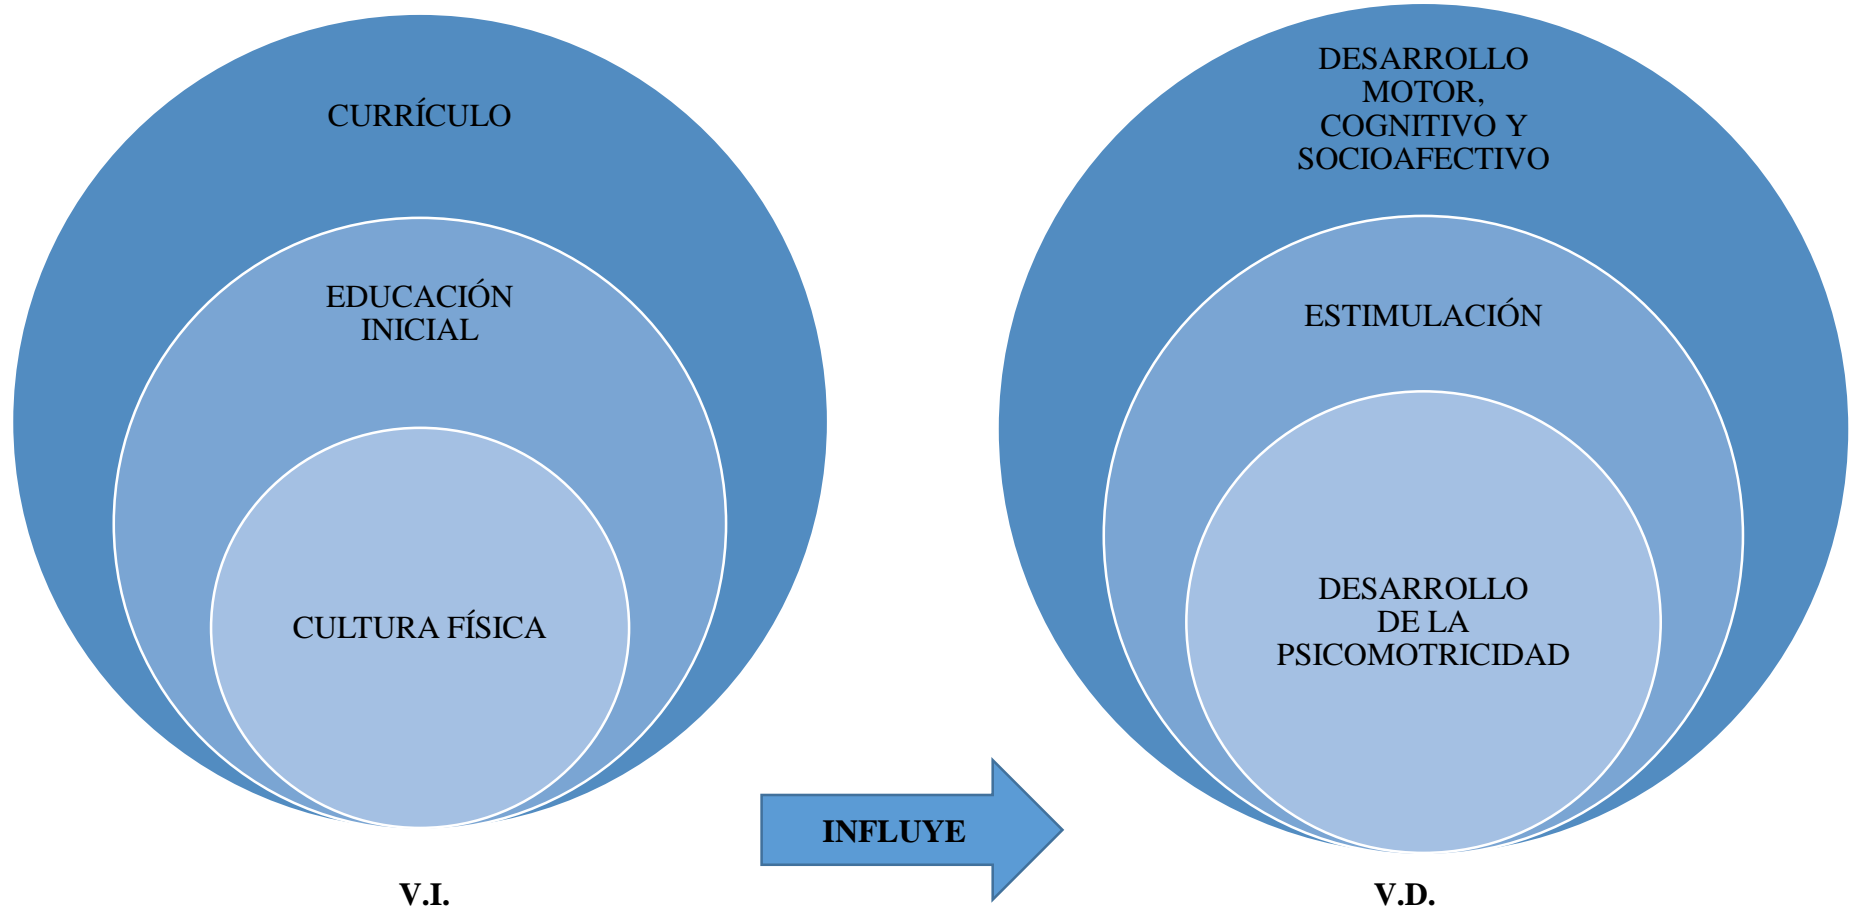 CURRÍCULO
EDUCACIÓN
INICIAL
CULTURA FÍSICA
V.I.
INFLUYE
DESARROLLO
MOTOR,
COGNITIVO Y
SOCIOAFECTIVO
ESTIMULACIÓN
DESARROLLO
DE LA
PSICOMOTRICIDAD
V.D.